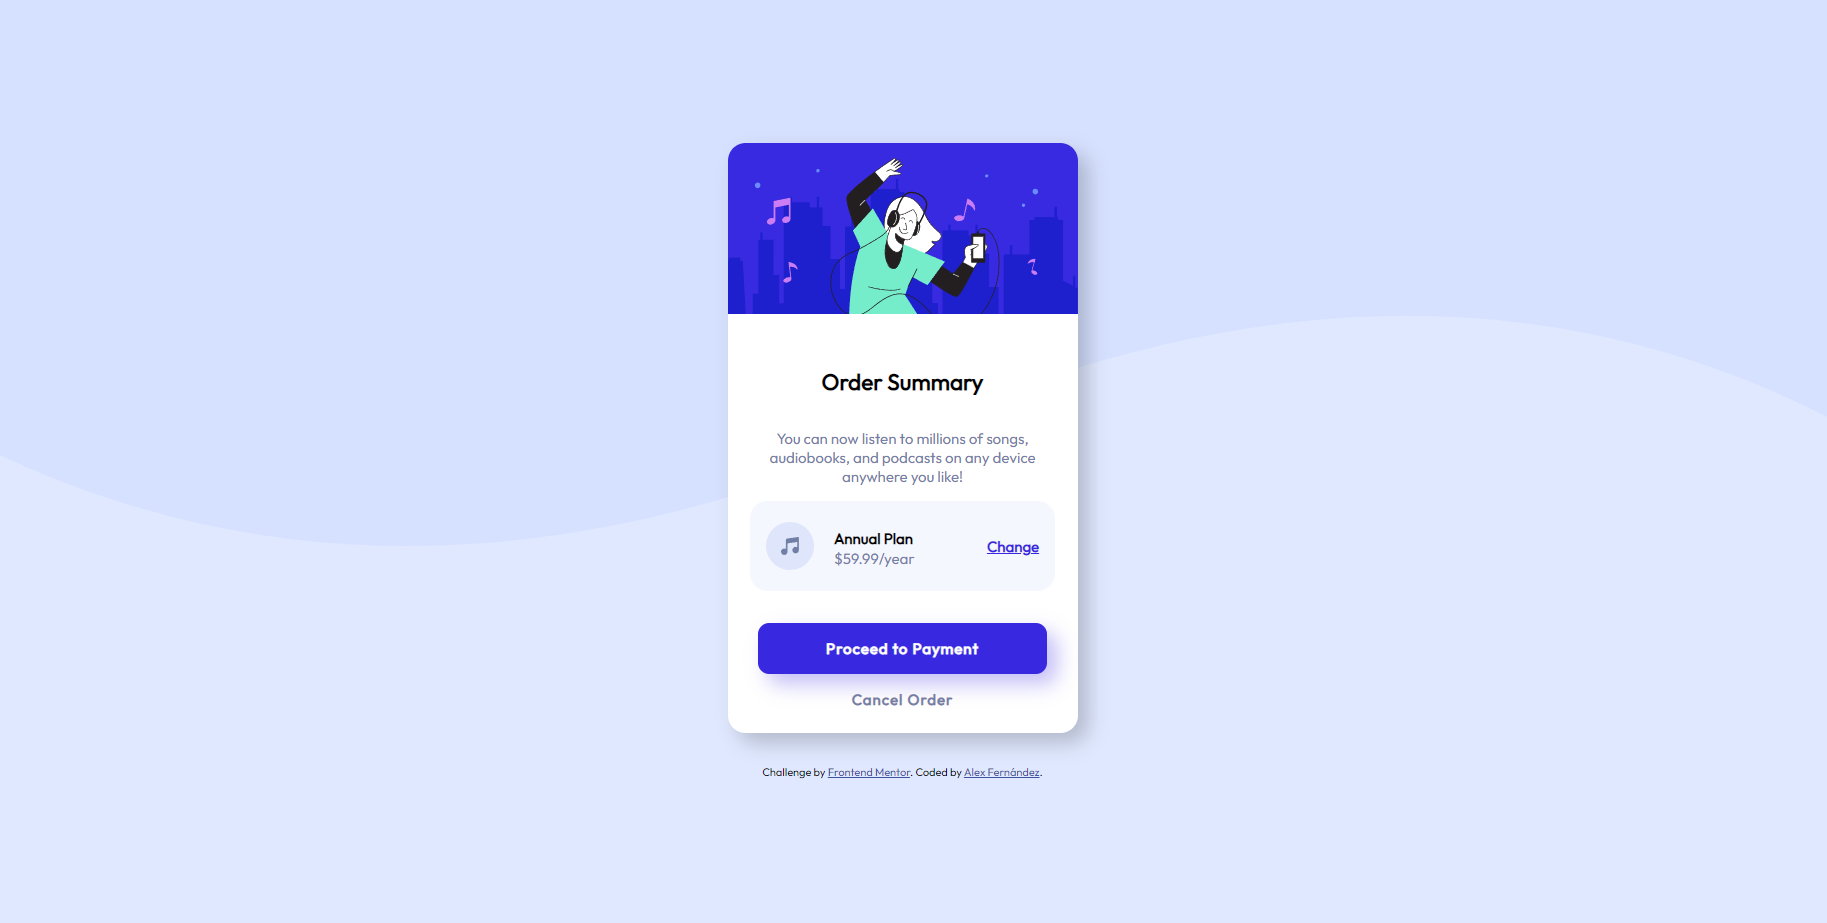 Order Summary
You can now listen to millions of songs,
audiobooks, and podcasts on any device
anywhere you like!
Annual Plan
$59.99/year
Change
Proceed to Payment
Cancel Order
Challenge by Frontend Mentor. Coded by Alex Fernández.